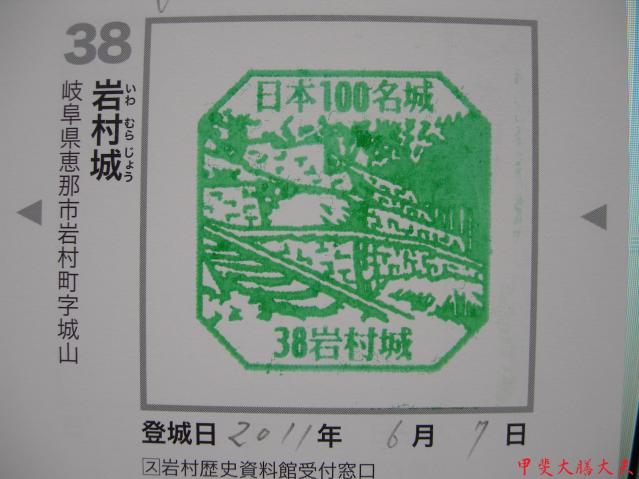 38
岩村城
いわ むら じょう
岐阜県恵那市岩村町字城山
日本100名城
38岩村城
登城日 2011年 6月 7日
ス岩村歴史資料館受付窓口
甲斐大膳大夫